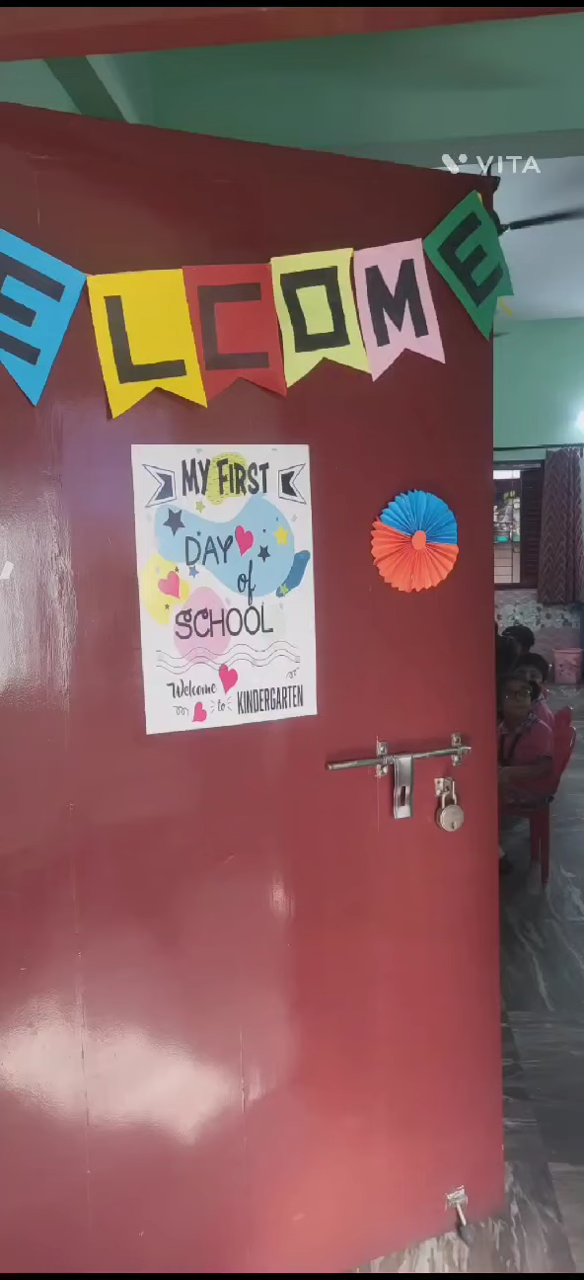 VITA
ELCOME
MY FIRST
DAY
of
SCHOOL
Welcome
to KINDERGARTEN